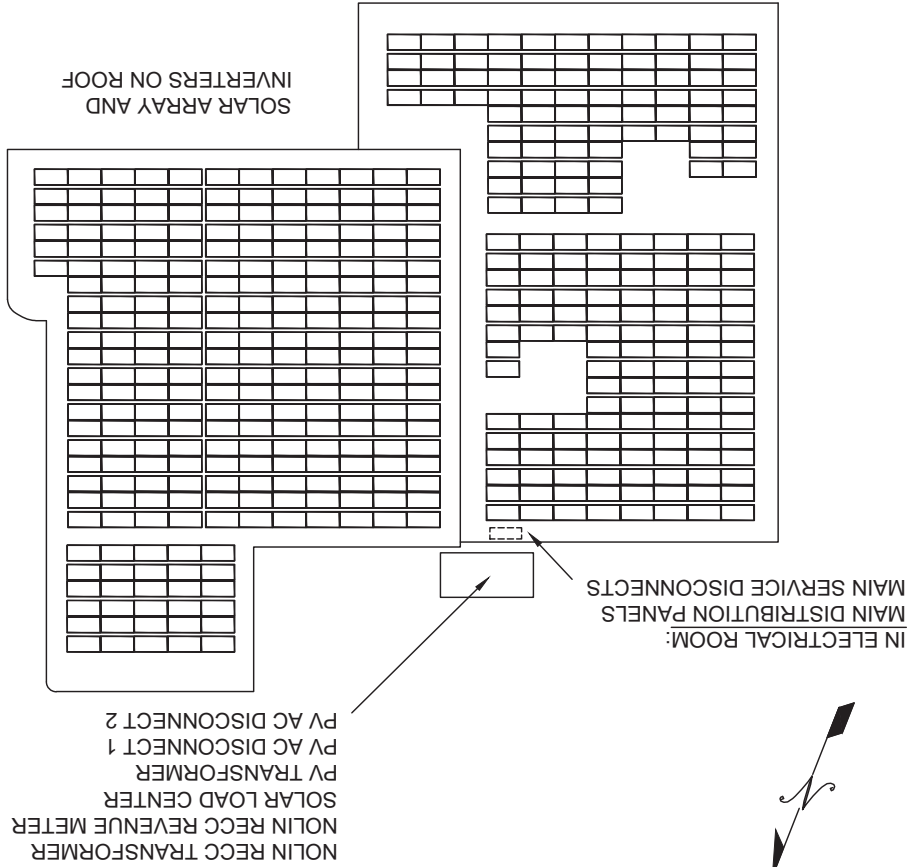 NOLIN RECC TRANSFORMER
NOLIN RECC REVENUE METER
SOLAR LOAD CENTER
PV TRANSFORMER
PV AC DISCONNECT 1
PV AC DISCONNECT 2
IN ELECTRICAL ROOM:
MAIN DISTRIBUTION PANELS
MAIN SERVICE DISCONNECTS
SOLAR ARRAY AND
INVERTERS ON ROOF
N